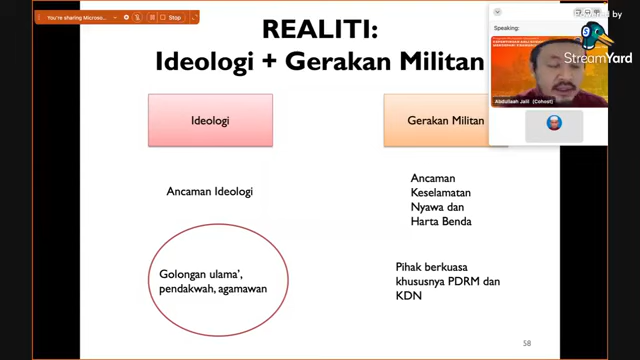 You're sharing Microso...
Stop
REALITI:
Ideologi + Gerakan Militan
Speaking:
Abdullaah Jalil (Cohost)
StreamYard
Ideologi
Gerakan Militan
Ancaman Ideologi
Ancaman
Keselamatan
Nyawa dan
Harta Benda
Golongan ulama',
pendakwah, agamawan
Pihak berkuasa
khususnya PDRM dan
KDN
58